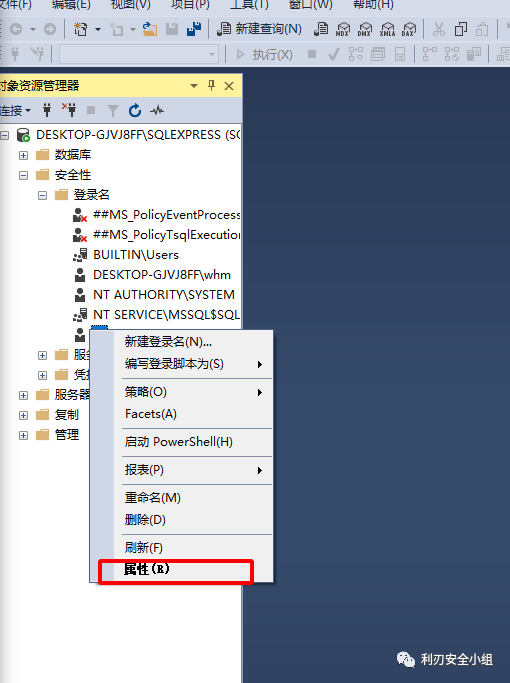 文件(F) 编辑(E) 视图(V) 项目(P) 工具(T) 窗口(W) 帮助(H)
新建查询(N) MDX DMX XMLA DAX
执行(X)
对象资源管理器
连接
DESKTOP-GJVJ8FF\SQLEXPRESS (SQ
数据库
安全性
登录名
##MS_PolicyEventProcess
##MS_PolicyTsqlExecution
BUILTIN\Users
DESKTOP-GJVJ8FF\whm
NT AUTHORITY\SYSTEM
NT SERVICE\MSSQL$SQL
新建登录名(N)...
服务
编写登录脚本为(S)
凭
策略(O)
服务器
Facets(A)
复制
管理
启动 PowerShell(H)
报表(P)
重命名(M)
删除(D)
刷新(F)
属性(R)
利刃安全小组